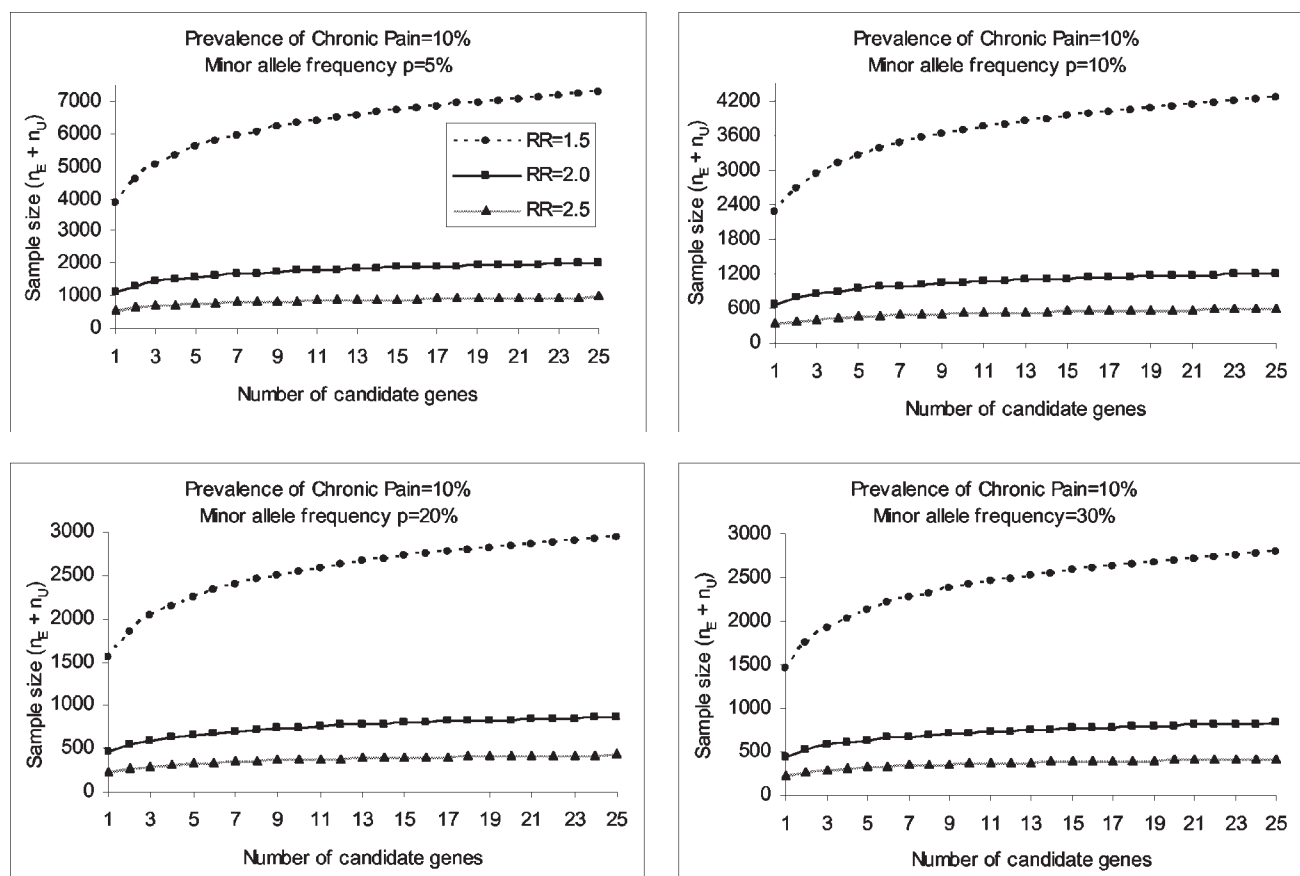 Prevalence of Chronic Pain=10%
Minor allele frequency p=5%
Sample size (nE + nU)
7000
6000
5000
4000
3000
2000
1000
0
RR=1.5
RR=2.0
RR=2.5
1 3 5 7 9 11 13 15 17 19 21 23 25
Number of candidate genes
Prevalence of Chronic Pain=10%
Minor allele frequency p=10%
Sample size (nE + nU)
4200
3600
3000
2400
1800
1200
600
0
1 3 5 7 9 11 13 15 17 19 21 23 25
Number of candidate genes
Prevalence of Chronic Pain=10%
Minor allele frequency p=20%
Sample size (nE + nU)
3000
2500
2000
1500
1000
500
0
1 3 5 7 9 11 13 15 17 19 21 23 25
Number of candidate genes
Prevalence of Chronic Pain=10%
Minor allele frequency=30%
Sample size (nE + nU)
3000
2500
2000
1500
1000
500
0
1 3 5 7 9 11 13 15 17 19 21 23 25
Number of candidate genes